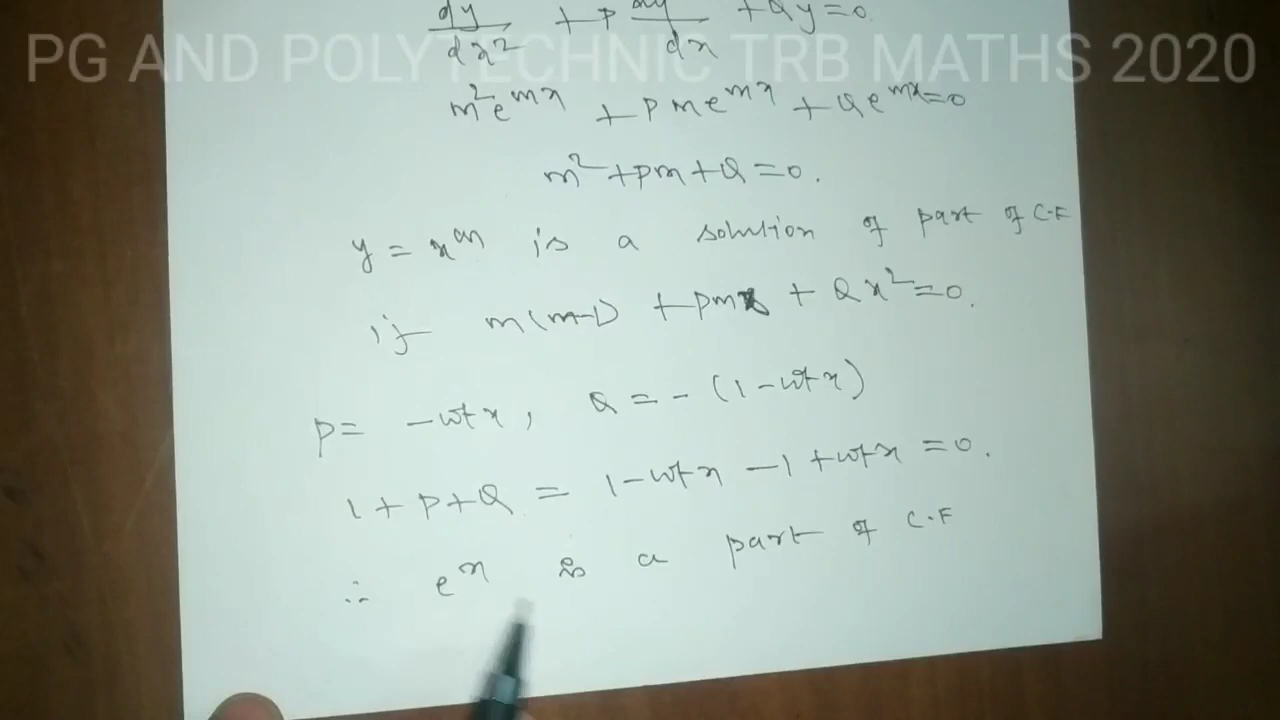 dy/dx² + P dy/dx + Qy = 0
PG AND POLYTECHNIC TRB MATHS 2020
m²e^mx + pme^mx + Qe^mx = 0
m² + pm + Q = 0.
y = x^m is a solution of part of C.F
if m(m-1) + pmx + Qx² = 0.
p = -cotx, Q = -(1-cotx)
1 + p + Q = 1-cotx -1 + cotx = 0.
∴ e^x is a part of C.F